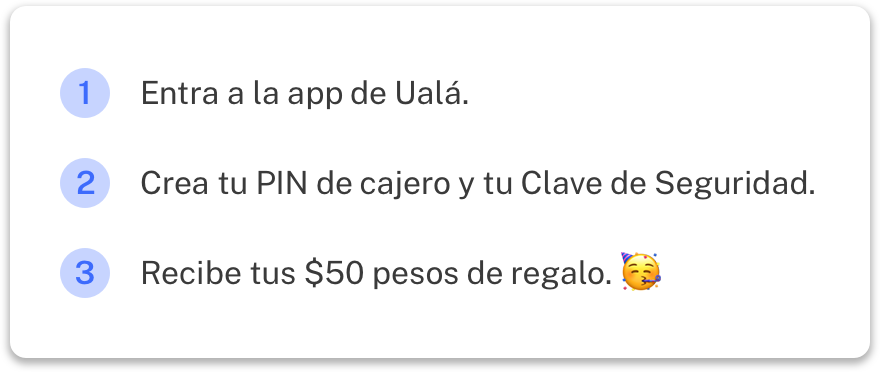 1 Entra a la app de Ualá.
2 Crea tu PIN de cajero y tu Clave de Seguridad.
3 Recibe tus $50 pesos de regalo. 🥳